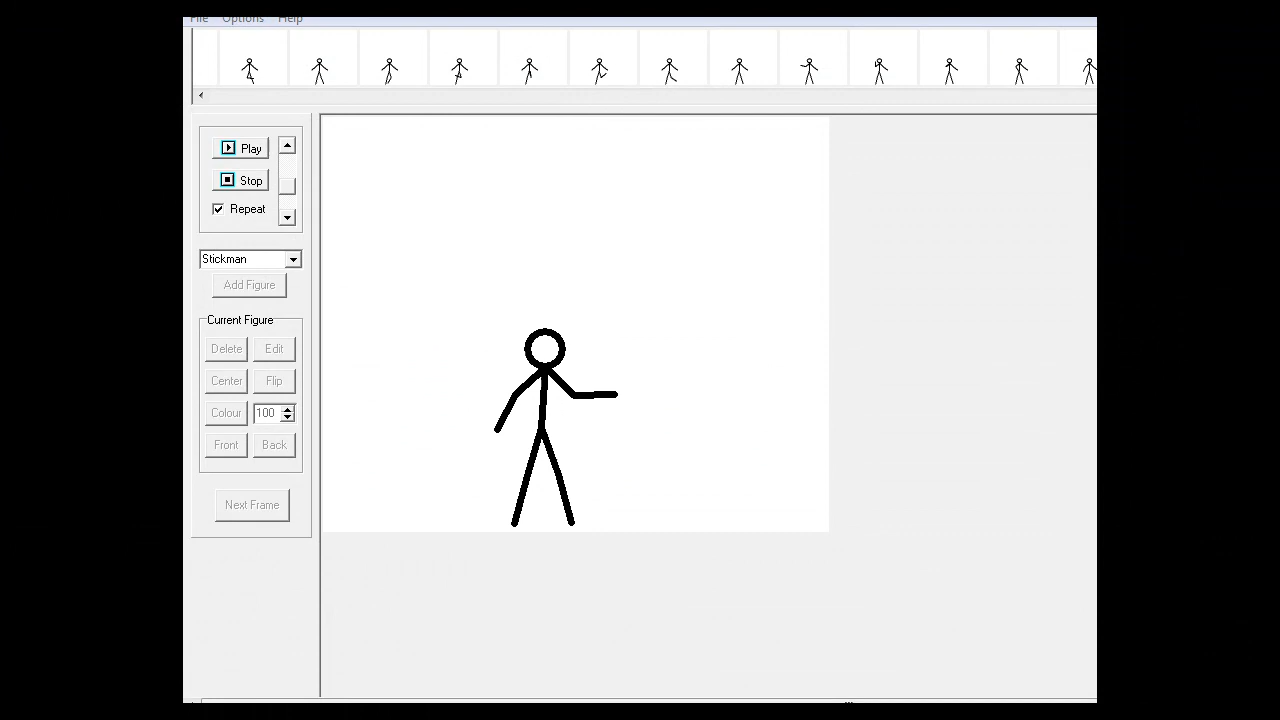 File Options Help
Play
Stop
Repeat
Stickman
Add Figure
Current Figure
Delete Edit
Center Flip
Colour 100
Front Back
Next Frame